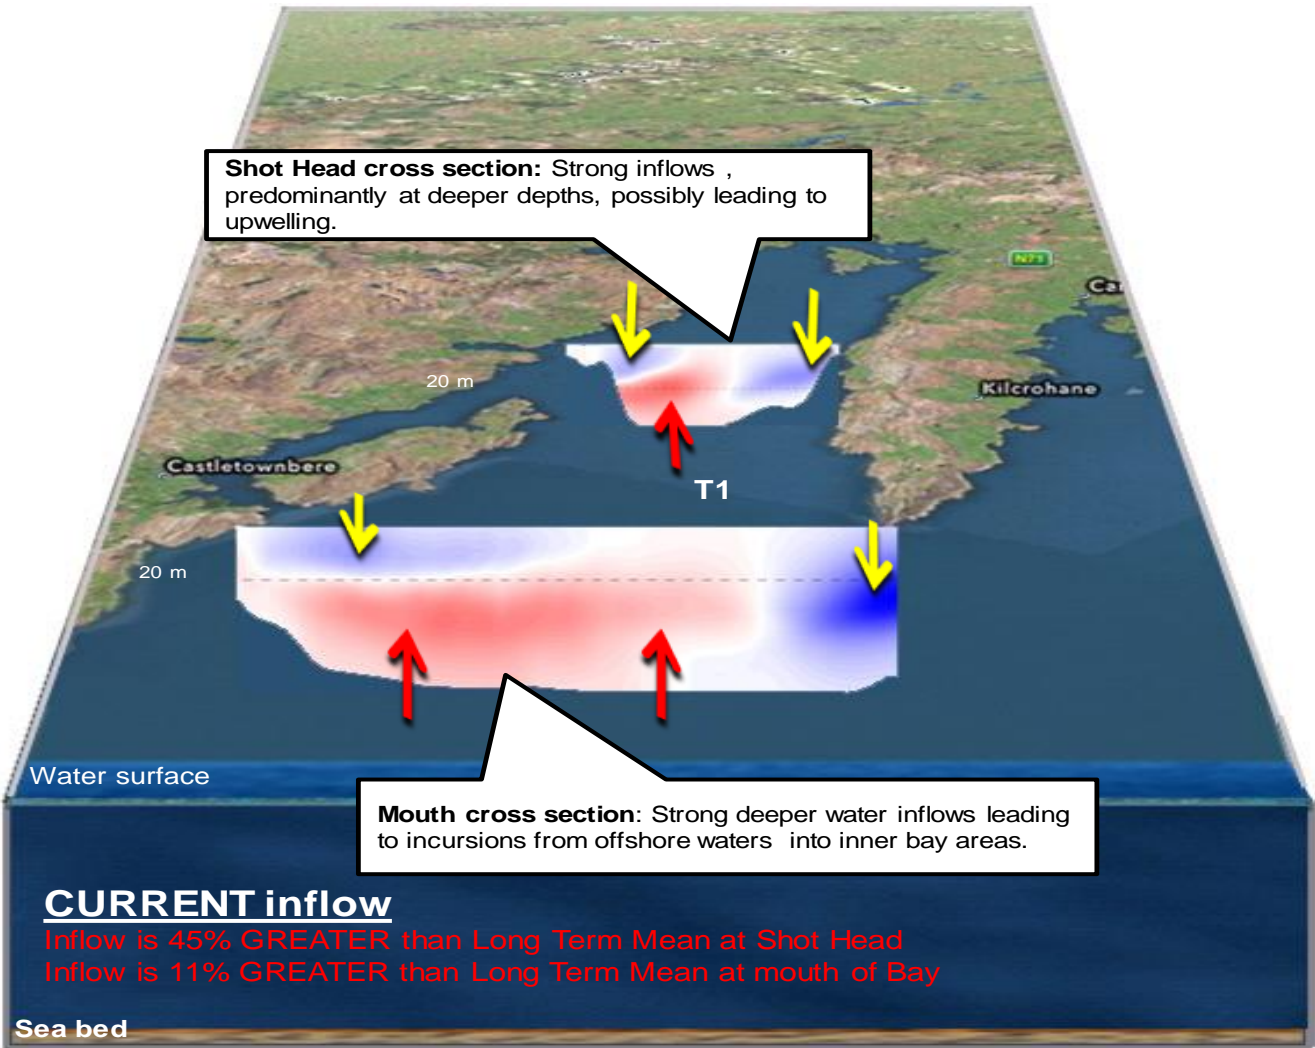 Shot Head cross section: Strong inflows ,
predominantly at deeper depths, possibly leading to
upwelling.
N71
Ca
20 m
Kilcrohane
Castletownbere
T1
20 m
Water surface
Mouth cross section: Strong deeper water inflows leading
to incursions from offshore waters into inner bay areas.
CURRENT inflow
Inflow is 45% GREATER than Long Term Mean at Shot Head
Inflow is 11% GREATER than Long Term Mean at mouth of Bay
Sea bed